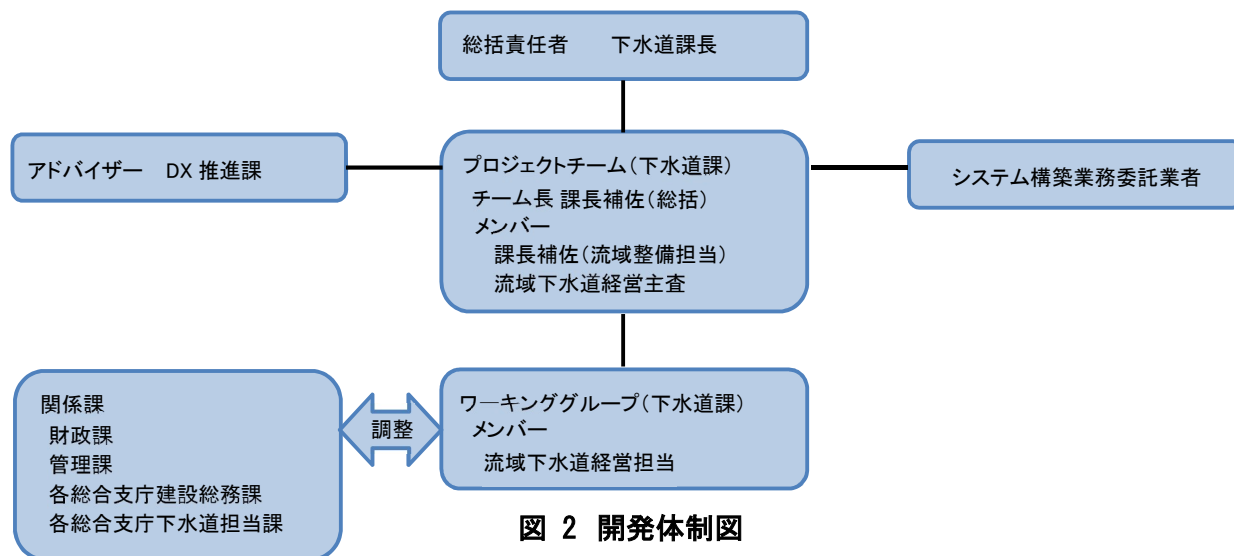 総括責任者　　下水道課長
アドバイザー　DX 推進課
プロジェクトチーム（下水道課）
チーム長 課長補佐（総括）
メンバー
課長補佐（流域整備担当）
流域下水道経営主査
システム構築業務委託業者
関係課
財政課
管理課
各総合支庁建設総務課
各総合支庁下水道担当課
調整
ワ―キンググループ（下水道課）
メンバー
流域下水道経営担当
図 2 開発体制図